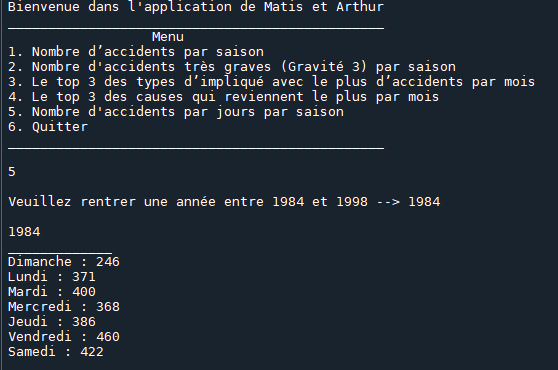 Bienvenue dans l'application de Matis et Arthur
Menu
1. Nombre d’accidents par saison
2. Nombre d'accidents très graves (Gravité 3) par saison
3. Le top 3 des types d’impliqué avec le plus d’accidents par mois
4. Le top 3 des causes qui reviennent le plus par mois
5. Nombre d'accidents par jours par saison
6. Quitter
5
Veuillez rentrer une année entre 1984 et 1998 --> 1984
1984
Dimanche : 246
Lundi : 371
Mardi : 400
Mercredi : 368
Jeudi : 386
Vendredi : 460
Samedi : 422